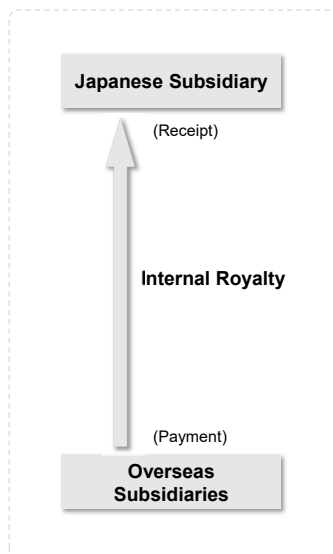 Japanese Subsidiary
(Receipt)
Internal Royalty
(Payment)
Overseas
Subsidiaries